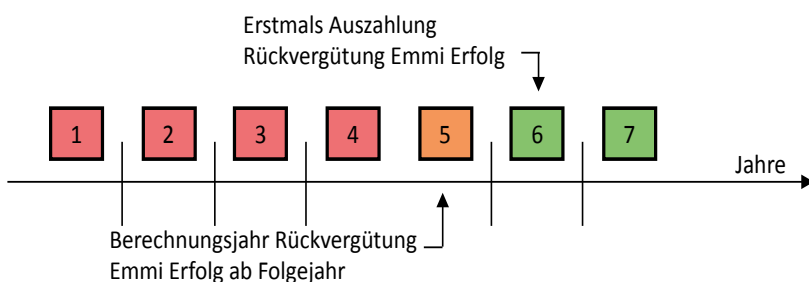 Erstmals Auszahlung
Rückvergütung Emmi Erfolg
1 2 3 4 5 6 7
Jahre
Berechnungsjahr Rückvergütung
Emmi Erfolg ab Folgejahr